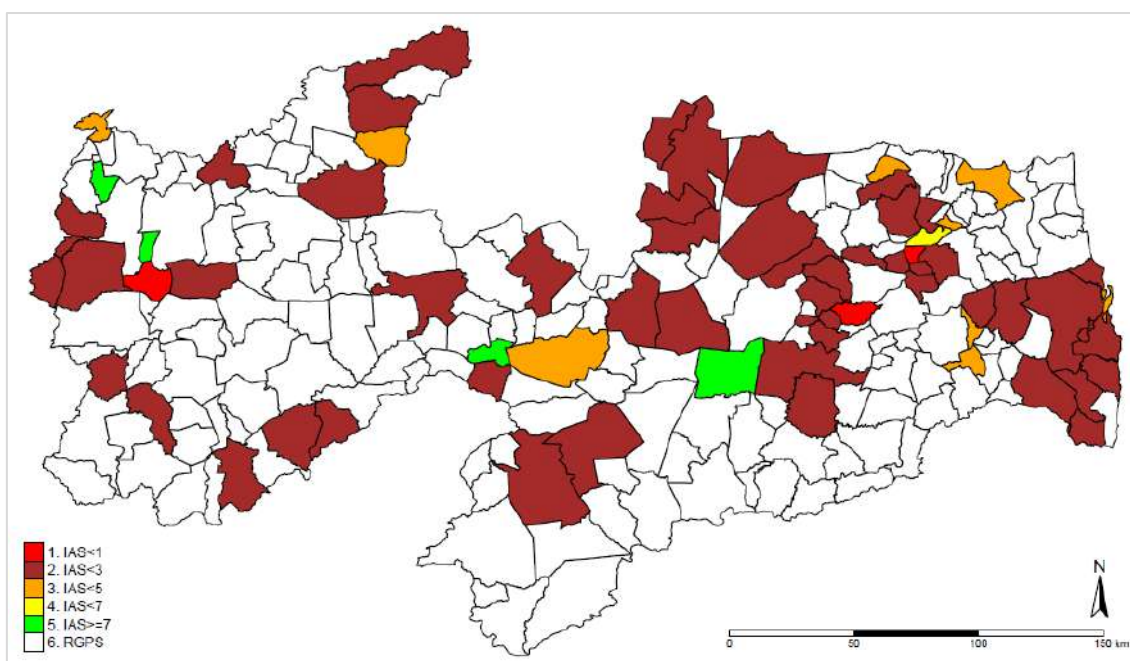 1. IAS<1
2. IAS<3
3. IAS<5
4. IAS<7
5. IAS>=7
6. RGPS
N
0 50 100 150 km